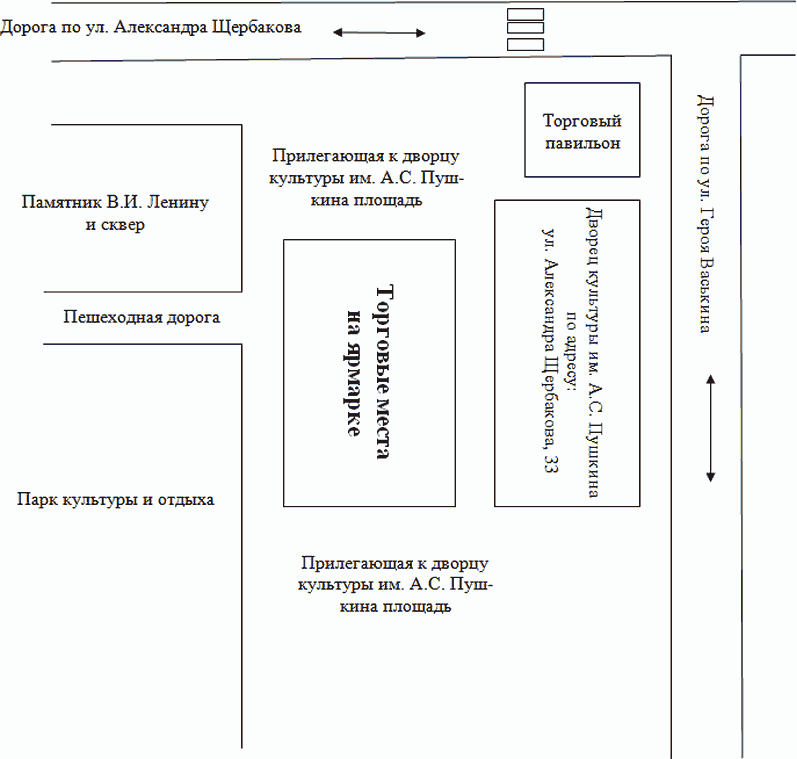 Дорога по ул. Александра Щербакова
Торговый
павильон
Дорога по ул. Героя Васькина
Прилегающая к дворцу
культуры им. А.С. Пуш-
кина площадь
Памятник В.И. Ленину
и сквер
Дворец культуры им. А.С. Пушкина
по адресу:
ул. Александра Щербакова, 33
Торговые места
на ярмарке
Пешеходная дорога
Парк культуры и отдыха
Прилегающая к дворцу
культуры им. А.С. Пуш-
кина площадь